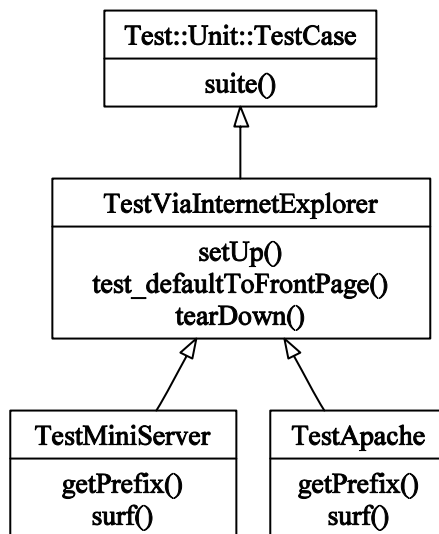 Test::Unit::TestCase
suite()
TestViaInternetExplorer
setUp()
test_defaultToFrontPage()
tearDown()
TestMiniServer
getPrefix()
surf()
TestApache
getPrefix()
surf()